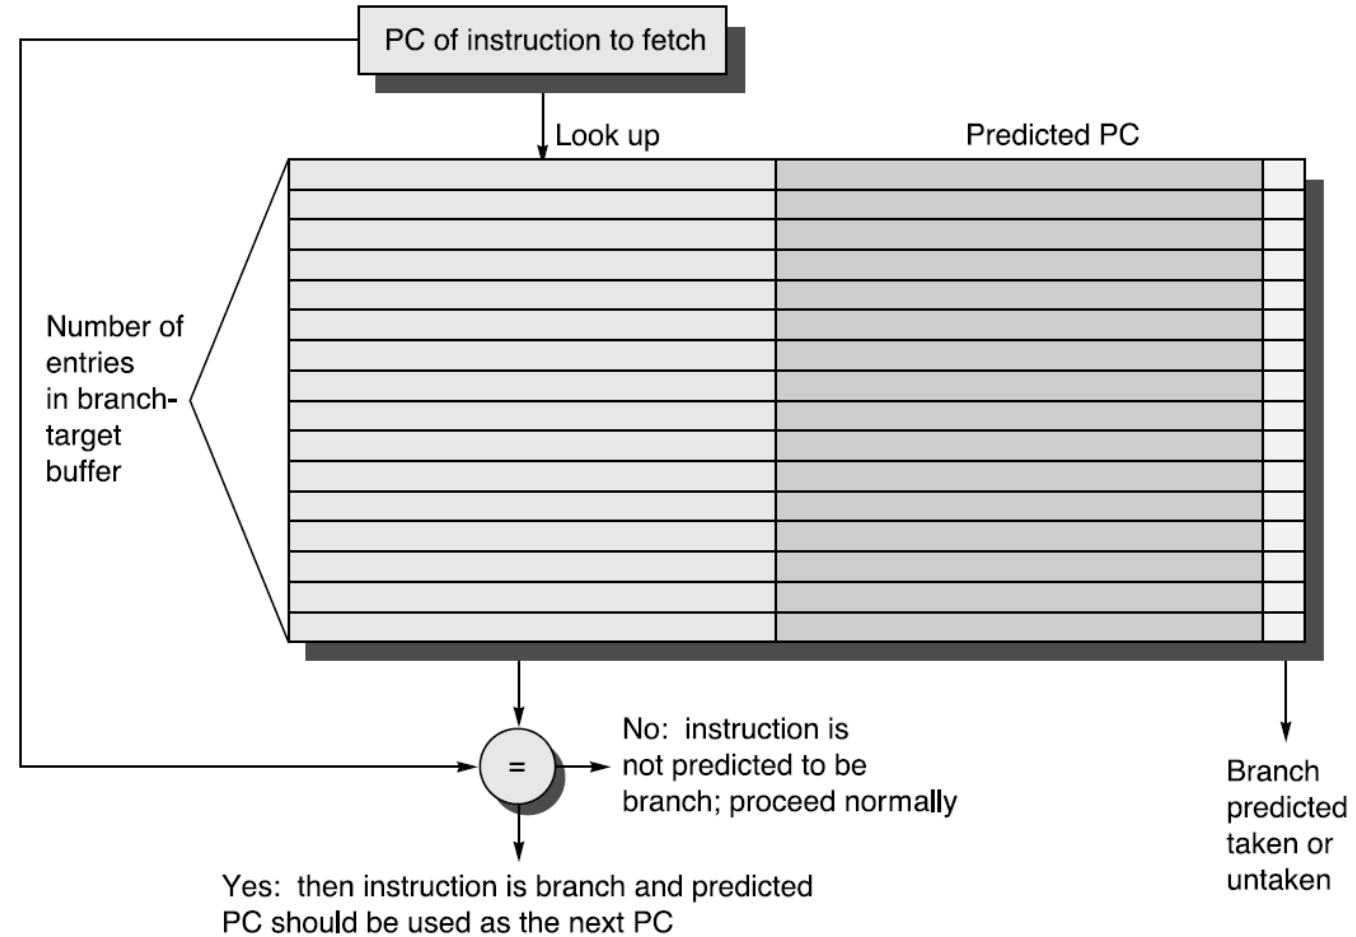 PC of instruction to fetch
Look up
Predicted PC
Number of
entries
in branch-
target
buffer
=
No:  instruction is
not predicted to be
branch; proceed normally
Branch
predicted
taken or
untaken
Yes:  then instruction is branch and predicted
PC should be used as the next PC